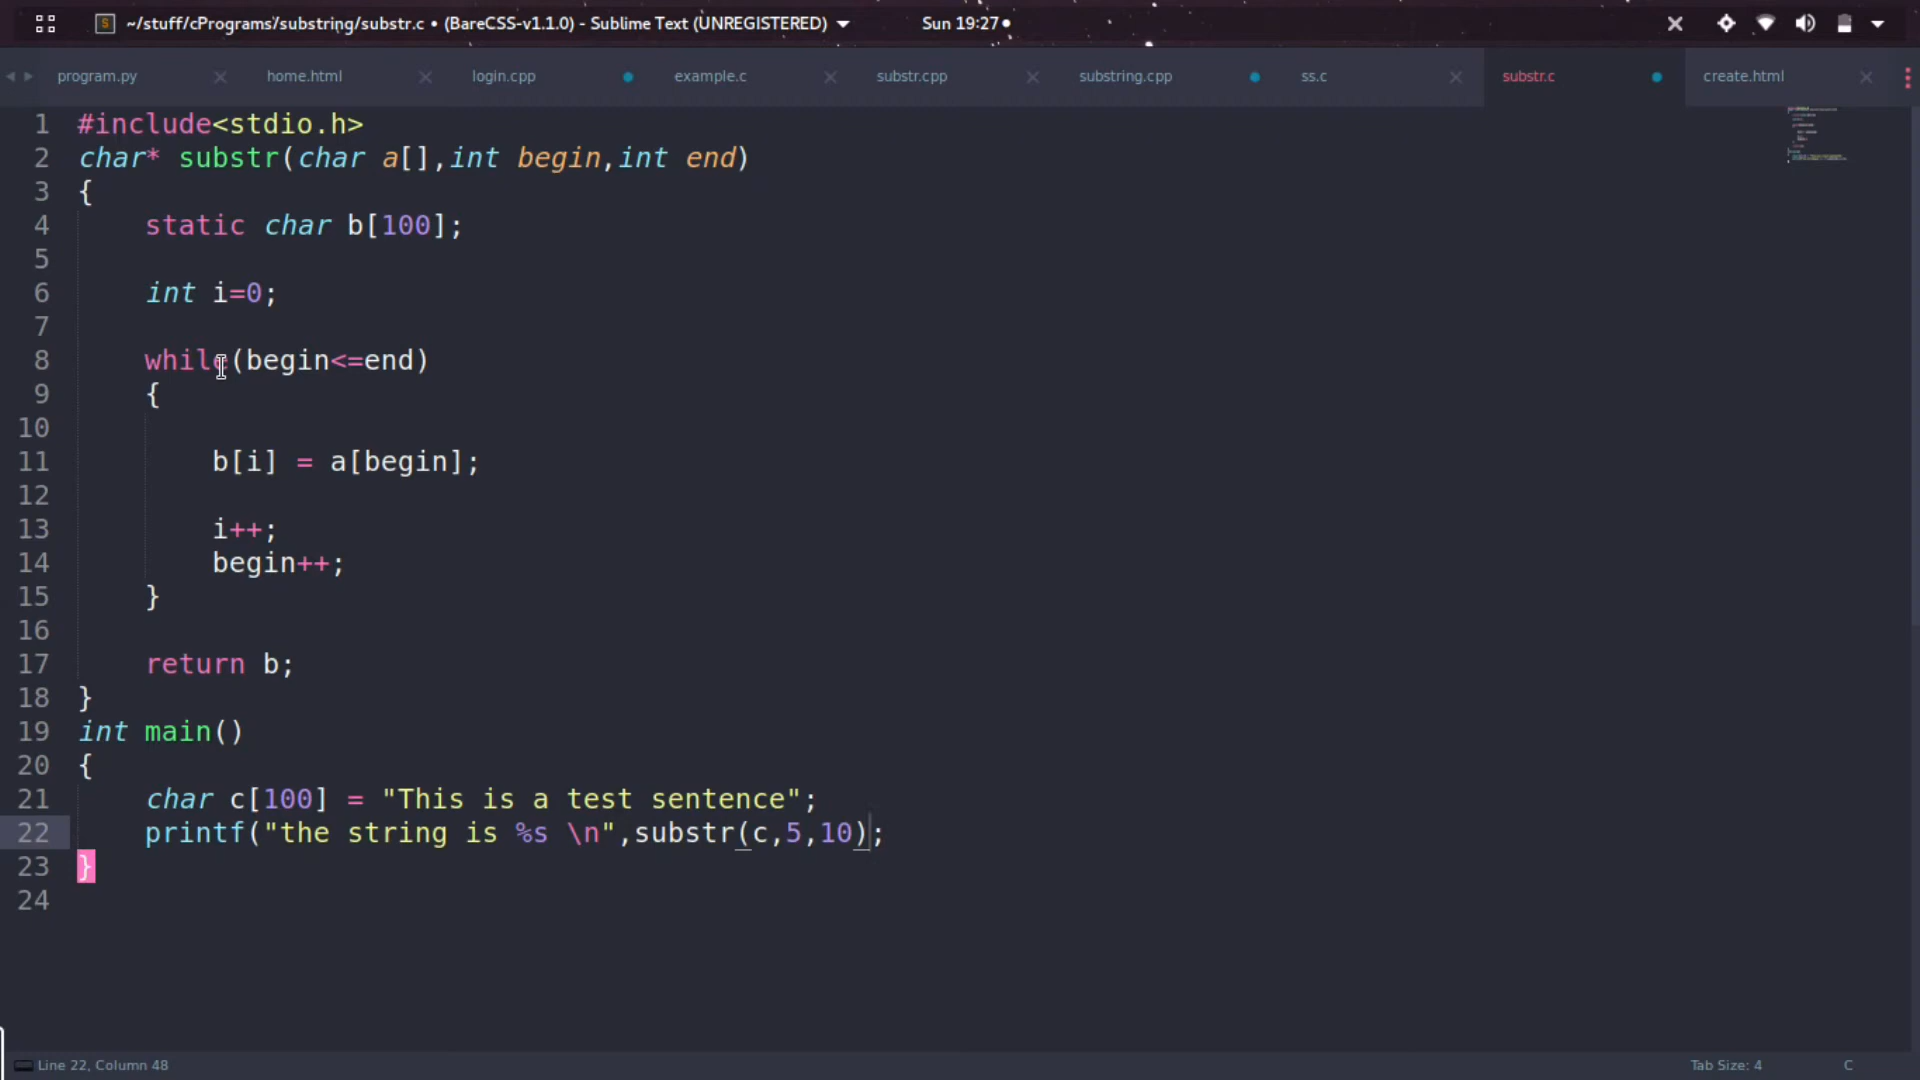 ~/stuff/cPrograms/substring/substr.c • (BareCSS-v1.1.0) - Sublime Text (UNREGISTERED)
Sun 19:27
program.py
home.html
login.cpp
example.c
substr.cpp
substring.cpp
ss.c
substr.c
create.html
1 #include<stdio.h>
2 char* substr(char a[],int begin,int end)
3 {
4 static char b[100];
5
6 int i=0;
7
8 while(begin<=end)
9 {
10
11 b[i] = a[begin];
12
13 i++;
14 begin++;
15 }
16
17 return b;
18 }
19 int main()
20 {
21 char c[100] = "This is a test sentence";
22 printf("the string is %s \n",substr(c,5,10);
23 }
24
Line 22, Column 48
Tab Size: 4
C